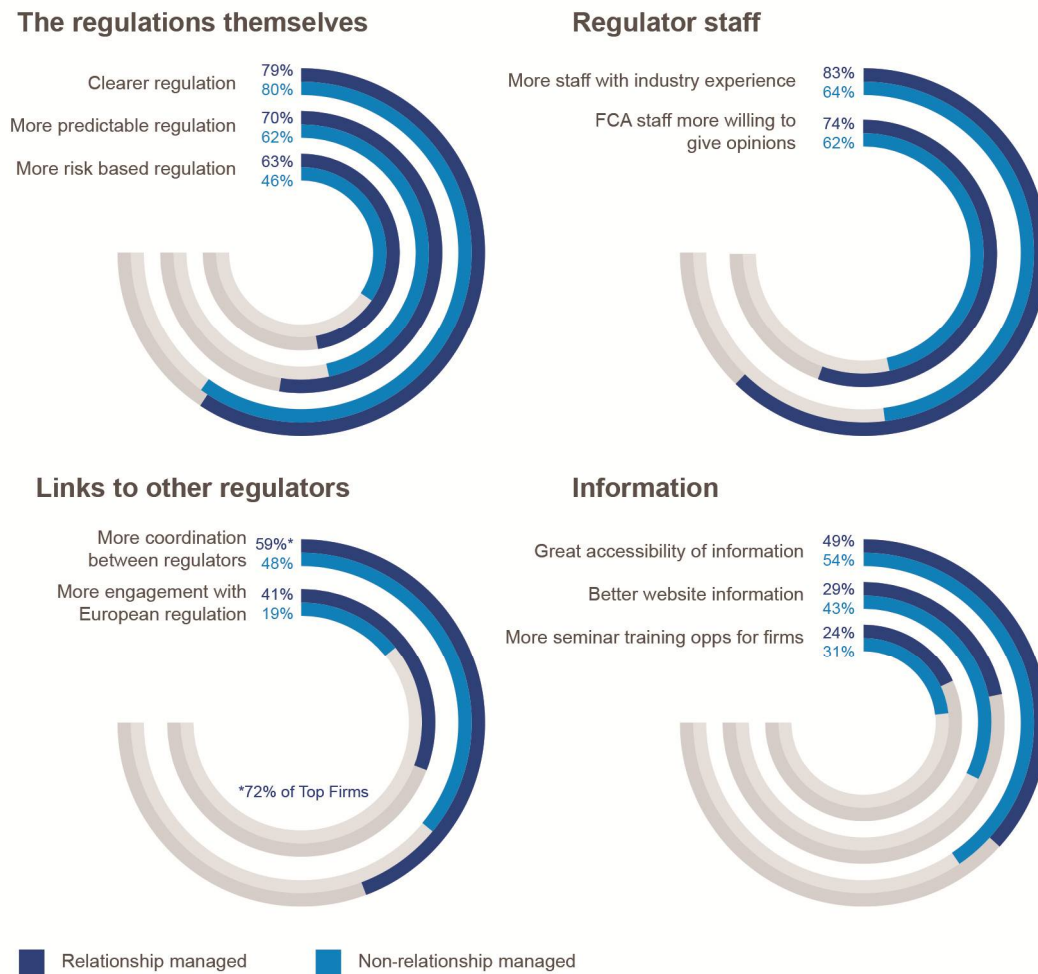 The regulations themselves
Clearer regulation
79%
80%
More predictable regulation
70%
62%
More risk based regulation
63%
46%
Regulator staff
More staff with industry experience
83%
64%
FCA staff more willing to
give opinions
74%
62%
Links to other regulators
More coordination
between regulators
59%*
48%
More engagement with
European regulation
41%
19%
*72% of Top Firms
Information
Great accessibility of information
49%
54%
Better website information
29%
43%
More seminar training opps for firms
24%
31%
Relationship managed
Non-relationship managed